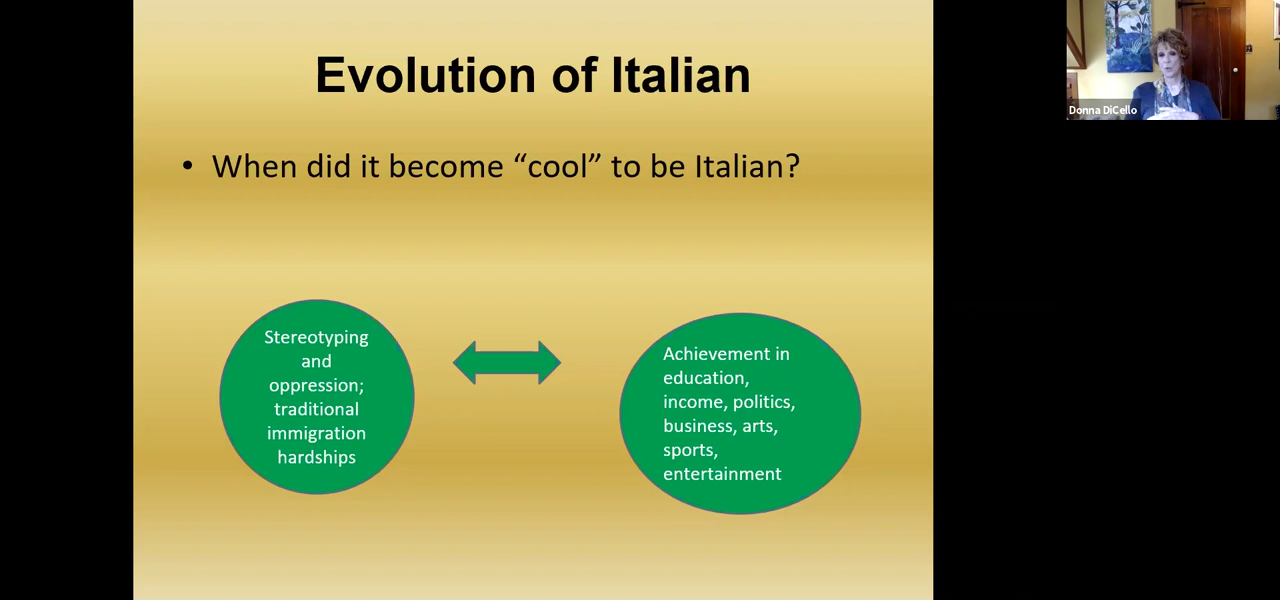 Evolution of Italian
• When did it become “cool” to be Italian?
Stereotyping
and
oppression;
traditional
immigration
hardships
Achievement in
education,
income, politics,
business, arts,
sports,
entertainment
Donna DiCello